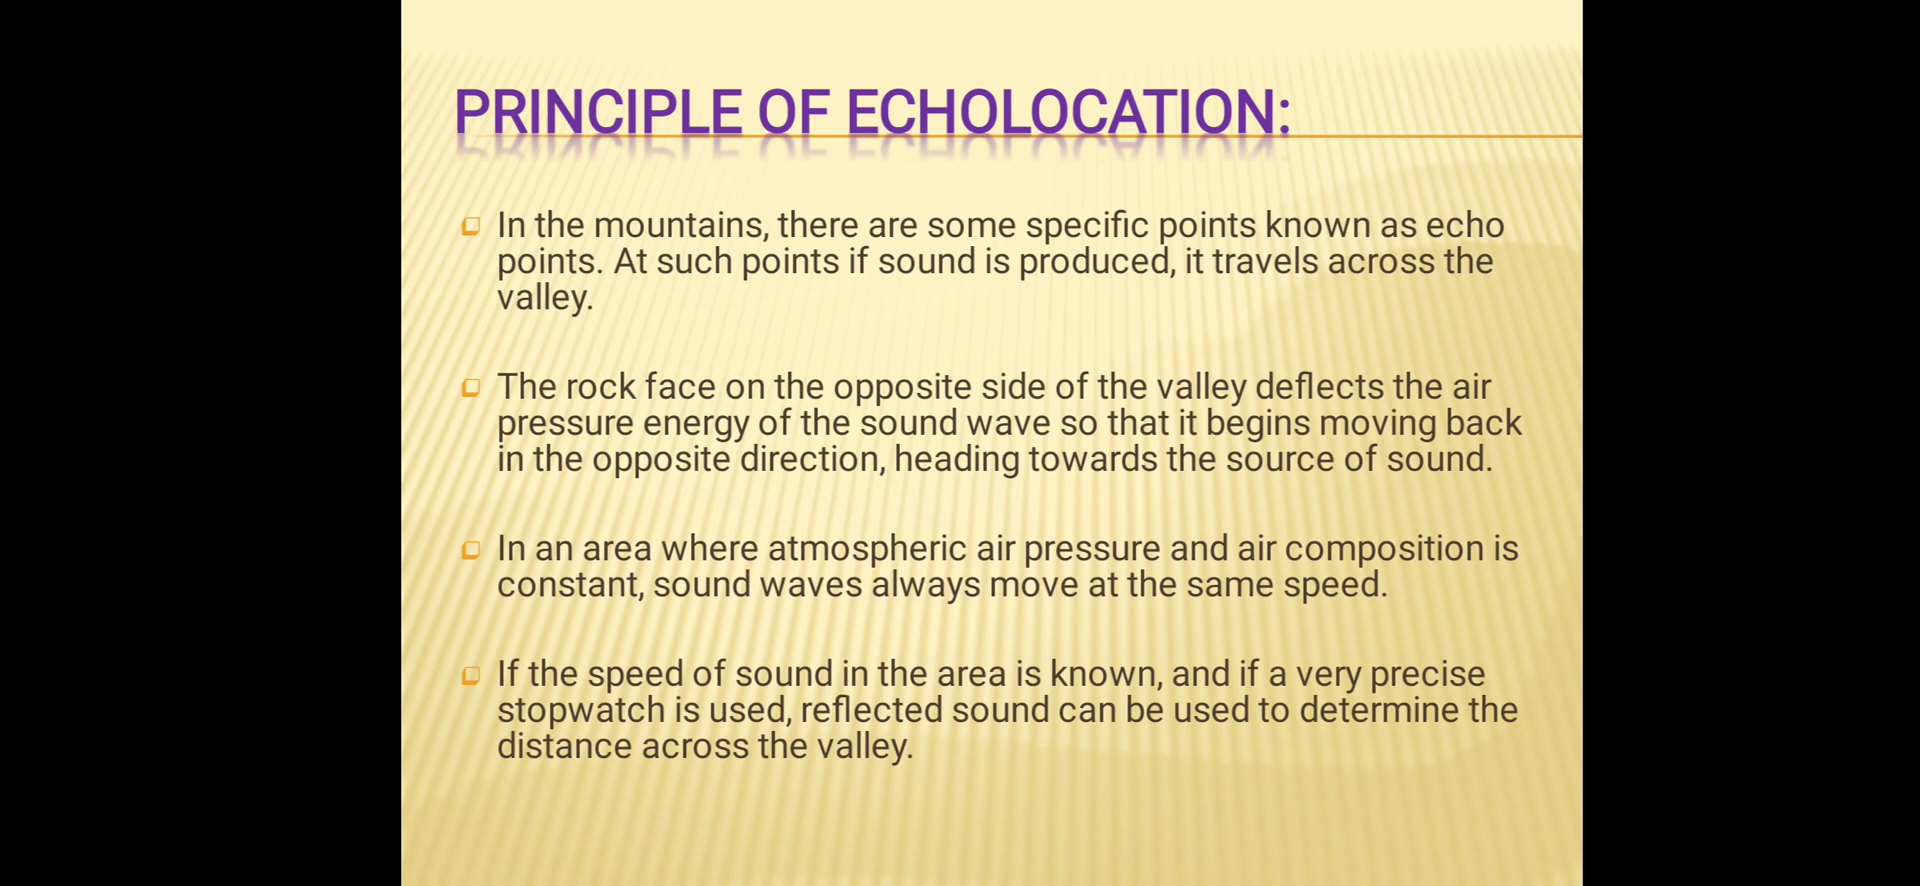 PRINCIPLE OF ECHOLOCATION:
In the mountains, there are some specific points known as echo
points. At such points if sound is produced, it travels across the
valley.
The rock face on the opposite side of the valley deflects the air
pressure energy of the sound wave so that it begins moving back
in the opposite direction, heading towards the source of sound.
In an area where atmospheric air pressure and air composition is
constant, sound waves always move at the same speed.
If the speed of sound in the area is known, and if a very precise
stopwatch is used, reflected sound can be used to determine the
distance across the valley.